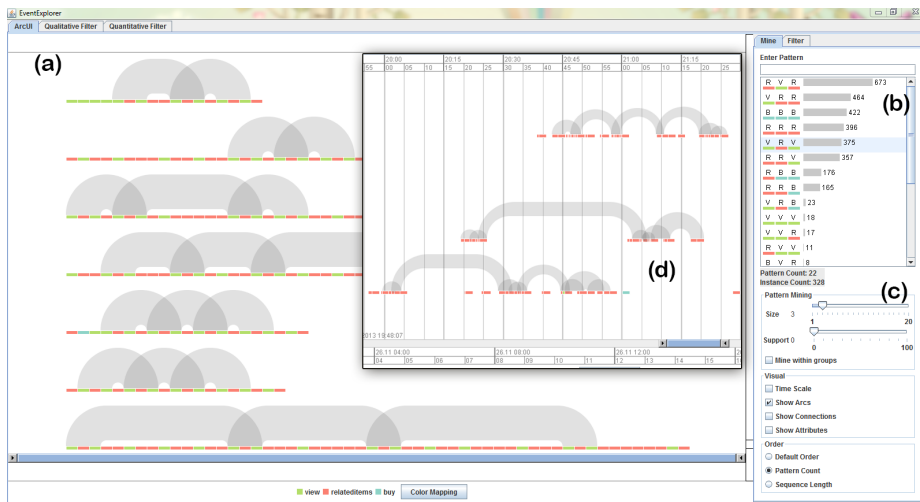 EventExplorer
ArcUI Qualitative Filter Quantitative Filter
(a)
20:00 20:15 20:30 20:45 21:00 21:15
55 00 05 10 15 20 25 30 35 40 45 50 55 00 05 10 15 20 25
(d)
2013 19:48:07
26.11 04:00 26.11 08:00 26.11 12:00
04 05 06 07 08 09 10 11 12 13 14 15
view relateditems buy Color Mapping
Mine Filter
Enter Pattern
(b)
R V R 673
V R R 464
B B B 422
R R R 396
V R V 375
R R V 357
R B B 176
R R B 165
V R B 23
V V V 18
V V R 17
R V V 11
B V R 8
Pattern Count: 22
Instance Count: 328
(c)
Pattern Mining
Size 3
1 20
Support 0
0 100
Mine within groups
Visual
Time Scale
Show Arcs
Show Connections
Show Attributes
Order
Default Order
Pattern Count
Sequence Length